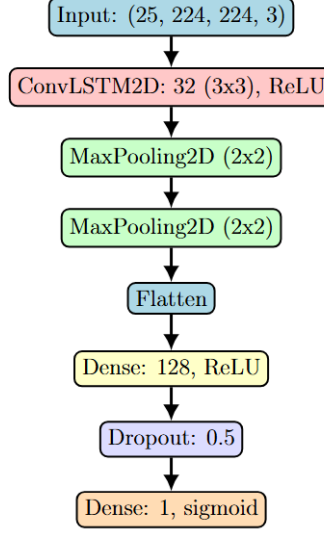 Input: (25, 224, 224, 3)
ConvLSTM2D: 32 (3x3), ReLU
MaxPooling2D (2x2)
MaxPooling2D (2x2)
Flatten
Dense: 128, ReLU
Dropout: 0.5
Dense: 1, sigmoid